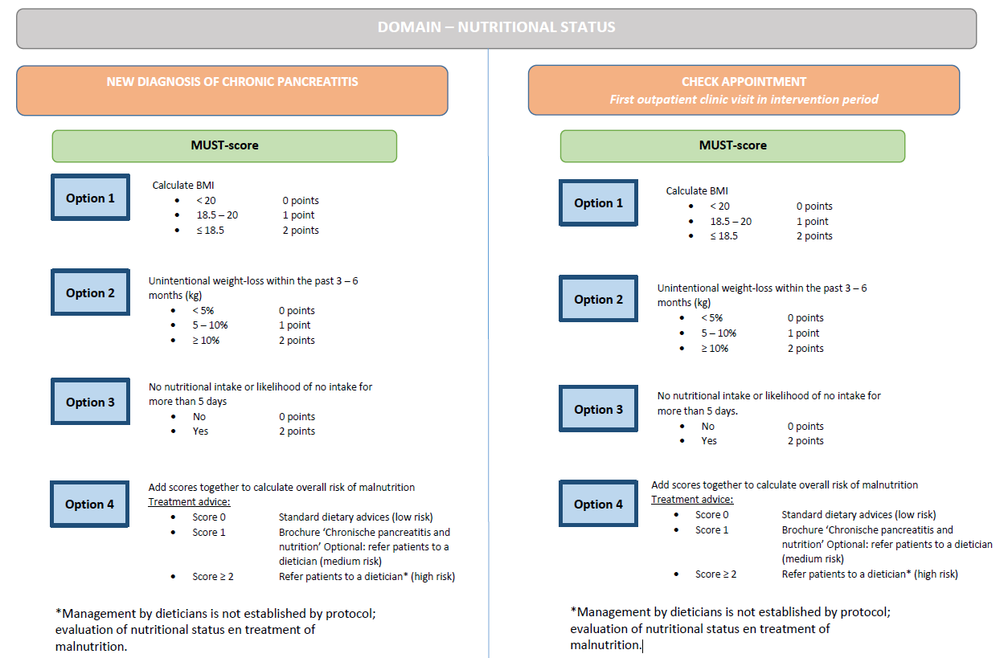 DOMAIN – NUTRITIONAL STATUS
NEW DIAGNOSIS OF CHRONIC PANCREATITIS
MUST-score
Option 1
Calculate BMI
• < 20 0 points
• 18.5 – 20 1 point
• ≤ 18.5 2 points
Option 2
Unintentional weight-loss within the past 3 – 6
months (kg)
• < 5% 0 points
• 5 – 10% 1 point
• ≥ 10% 2 points
Option 3
No nutritional intake or likelihood of no intake for
more than 5 days
• No 0 points
• Yes 2 points
Option 4
Add scores together to calculate overall risk of malnutrition
Treatment advice:
• Score 0 Standard dietary advices (low risk)
• Score 1 Brochure ‘Chronische pancreatitis and
nutrition’ Optional: refer patients to a
dietician (medium risk)
• Score ≥ 2 Refer patients to a dietician* (high risk)
*Management by dieticians is not established by protocol;
evaluation of nutritional status en treatment of
malnutrition.
CHECK APPOINTMENT
First outpatient clinic visit in intervention period
MUST-score
Option 1
Calculate BMI
• < 20 0 points
• 18.5 – 20 1 point
• ≤ 18.5 2 points
Option 2
Unintentional weight-loss within the past 3 – 6
months (kg)
• < 5% 0 points
• 5 – 10% 1 point
• ≥ 10% 2 points
Option 3
No nutritional intake or likelihood of no intake for
more than 5 days.
• No 0 points
• Yes 2 points
Option 4
Add scores together to calculate overall risk of malnutrition
Treatment advice:
• Score 0 Standard dietary advices (low risk)
• Score 1 Brochure ‘Chronische pancreatitis and
nutrition’ Optional: refer patients to a dietician
(medium risk)
• Score ≥ 2 Refer patients to a dietician* (high risk)
*Management by dieticians is not established by protocol;
evaluation of nutritional status en treatment of
malnutrition.